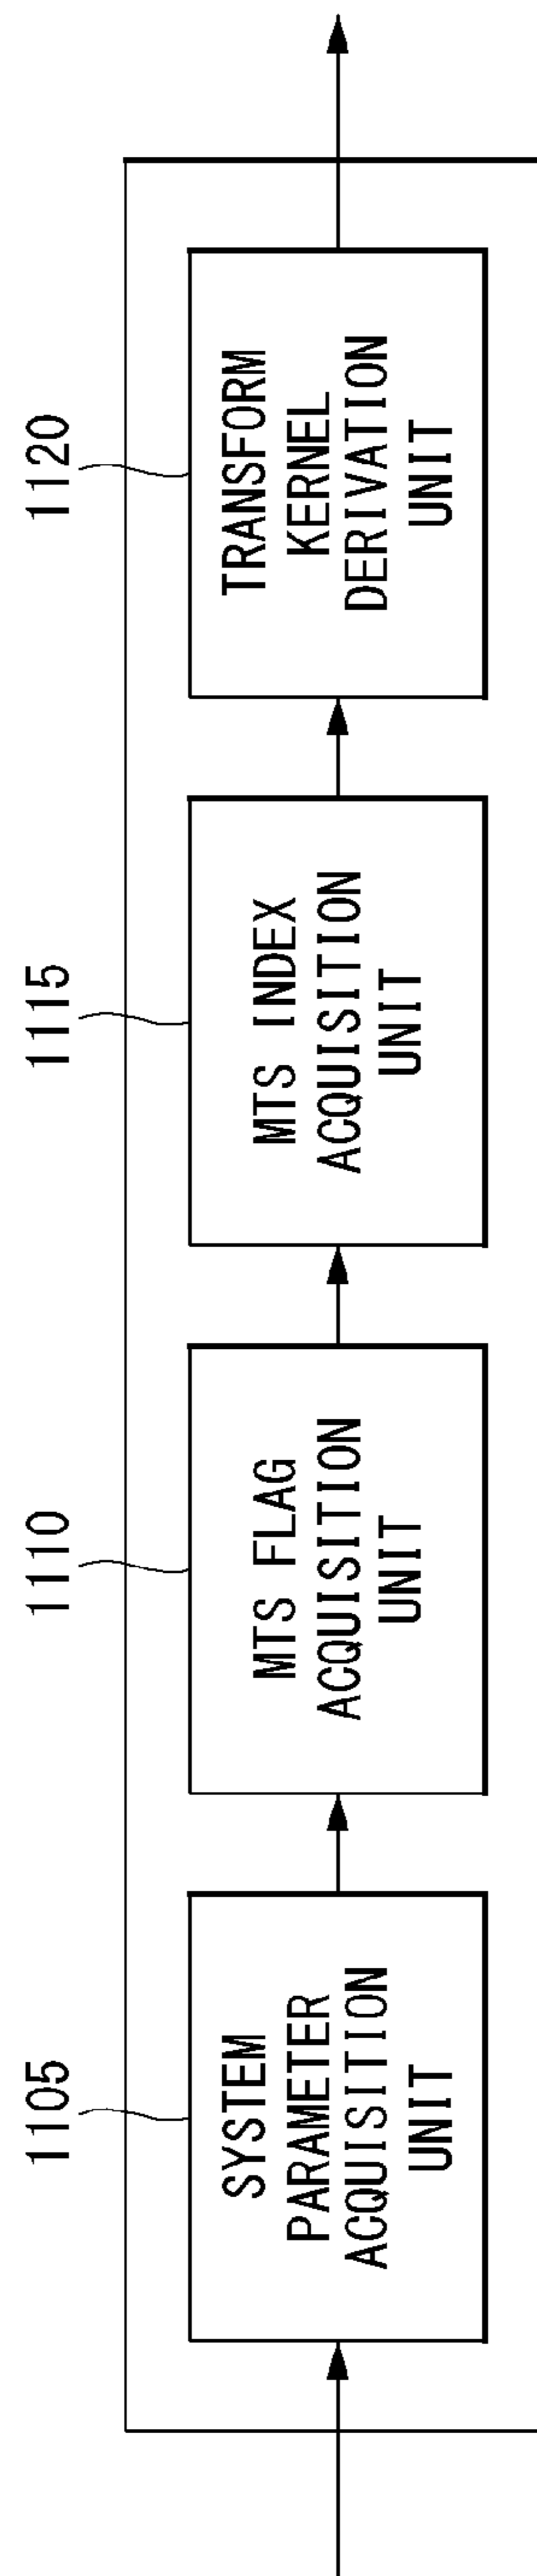 1105
SYSTEM
PARAMETER
ACQUISITION
UNIT
1110
MTS FLAG
ACQUISITION
UNIT
1115
MTS INDEX
ACQUISITION
UNIT
1120
TRANSFORM
KERNEL
DERIVATION
UNIT